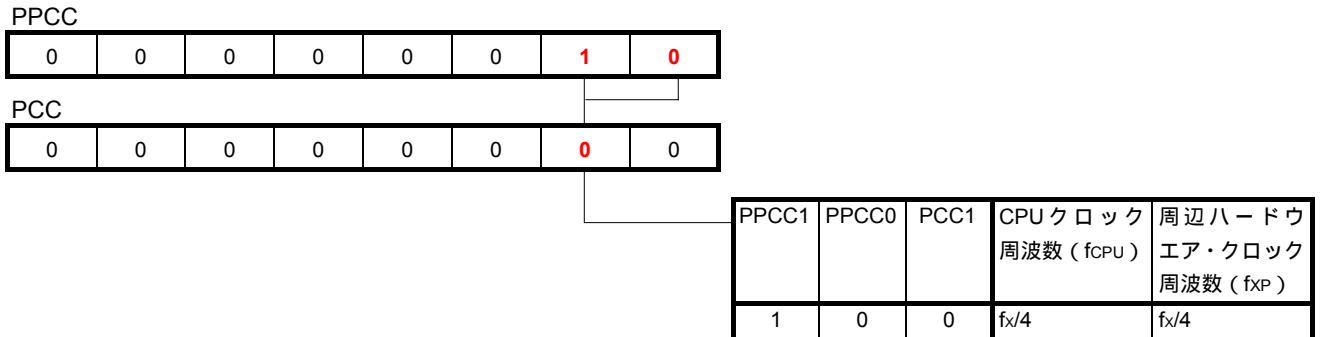 PPCC
0 0 0 0 0 0 1 0
PCC
0 0 0 0 0 0 0 0
PPCC1 PPCC0 PCC1 CPUクロック周波数（fCPU） 周辺ハードウエア・クロック周波数（fXP）
1 0 0 fX/4 fX/4